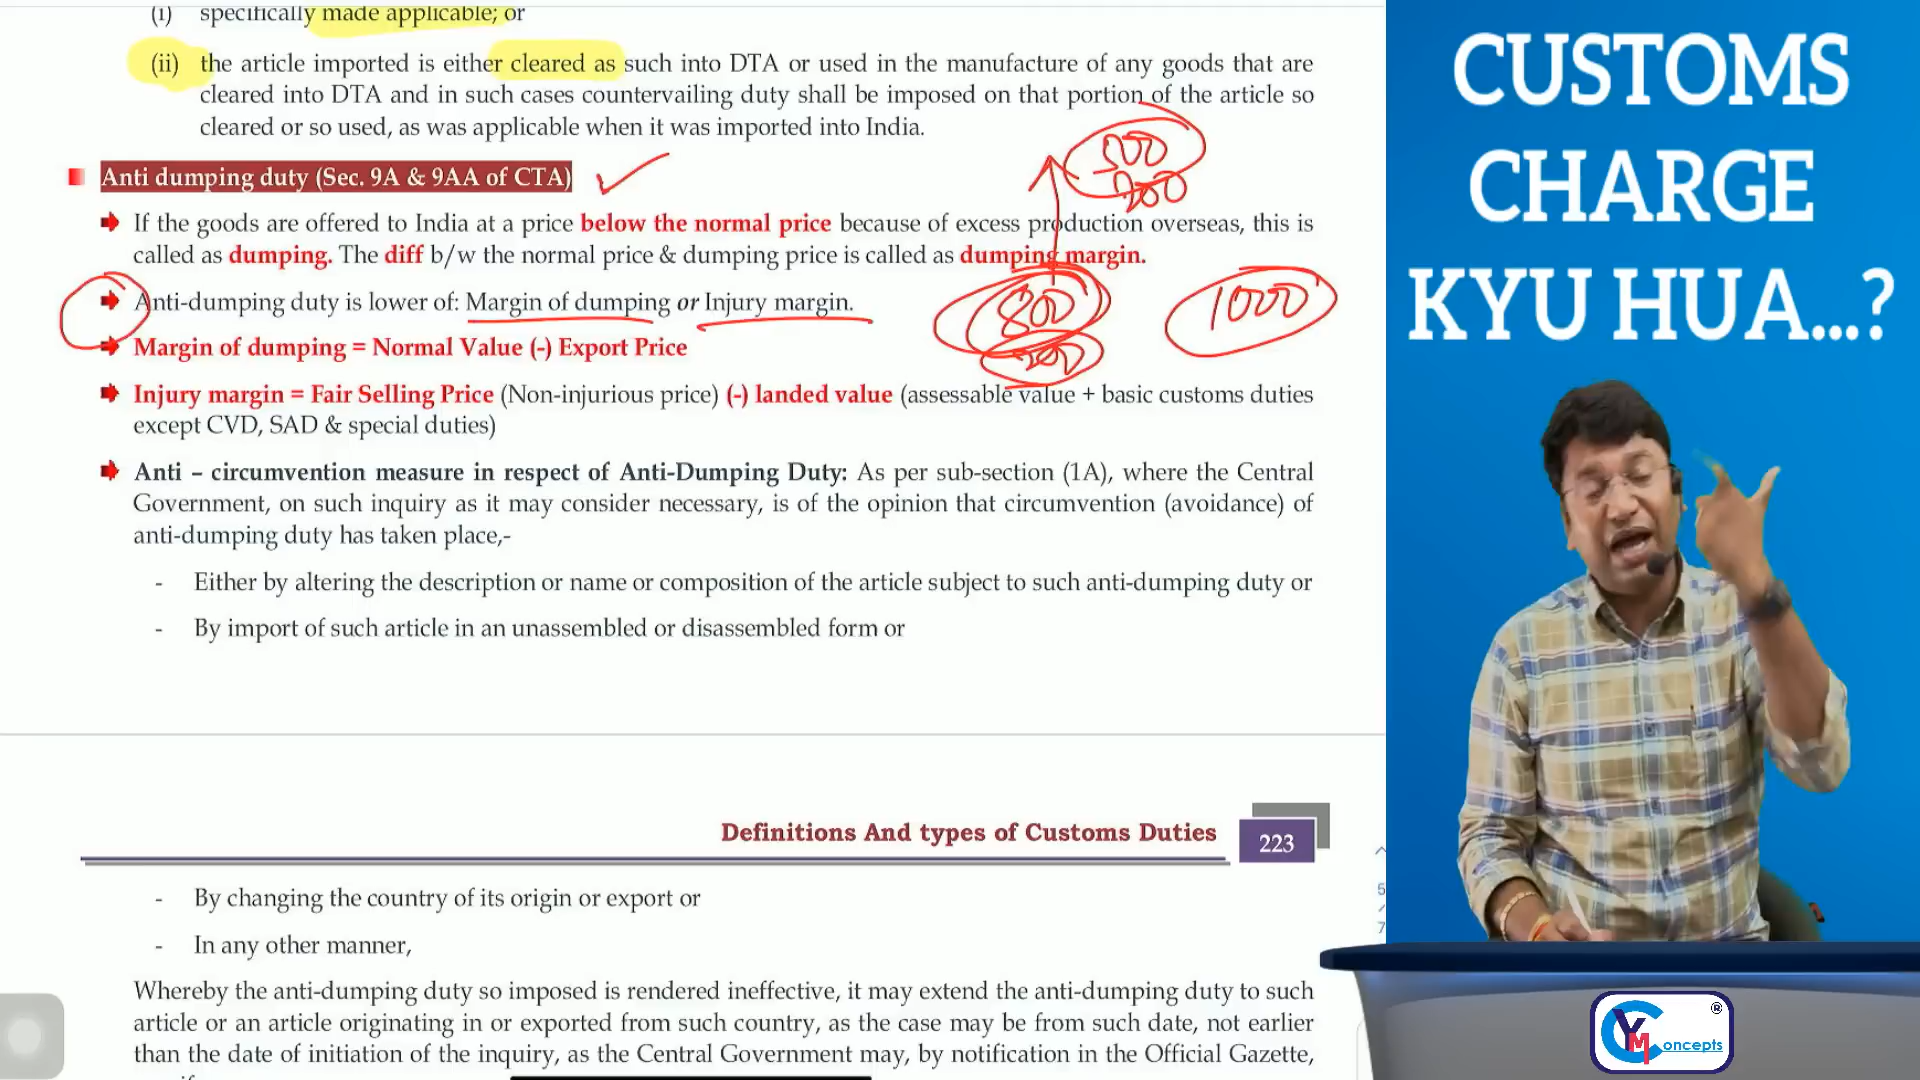 (i) specifically made applicable; or
(ii) the article imported is either cleared as such into DTA or used in the manufacture of any goods that are
cleared into DTA and in such cases countervailing duty shall be imposed on that portion of the article so
cleared or so used, as was applicable when it was imported into India.
Anti dumping duty (Sec. 9A & 9AA of CTA)
If the goods are offered to India at a price below the normal price because of excess production overseas, this is
called as dumping. The diff b/w the normal price & dumping price is called as dumping margin.
Anti-dumping duty is lower of: Margin of dumping or Injury margin.
Margin of dumping = Normal Value (-) Export Price
Injury margin = Fair Selling Price (Non-injurious price) (-) landed value (assessable value + basic customs duties
except CVD, SAD & special duties)
Anti – circumvention measure in respect of Anti-Dumping Duty: As per sub-section (1A), where the Central
Government, on such inquiry as it may consider necessary, is of the opinion that circumvention (avoidance) of
anti-dumping duty has taken place,-
- Either by altering the description or name or composition of the article subject to such anti-dumping duty or
- By import of such article in an unassembled or disassembled form or
Definitions And types of Customs Duties 223
- By changing the country of its origin or export or
- In any other manner,
Whereby the anti-dumping duty so imposed is rendered ineffective, it may extend the anti-dumping duty to such
article or an article originating in or exported from such country, as the case may be from such date, not earlier
than the date of initiation of the inquiry, as the Central Government may, by notification in the Official Gazette,
200
800
1000
CUSTOMS
CHARGE
KYU HUA...?
YMConcepts
®